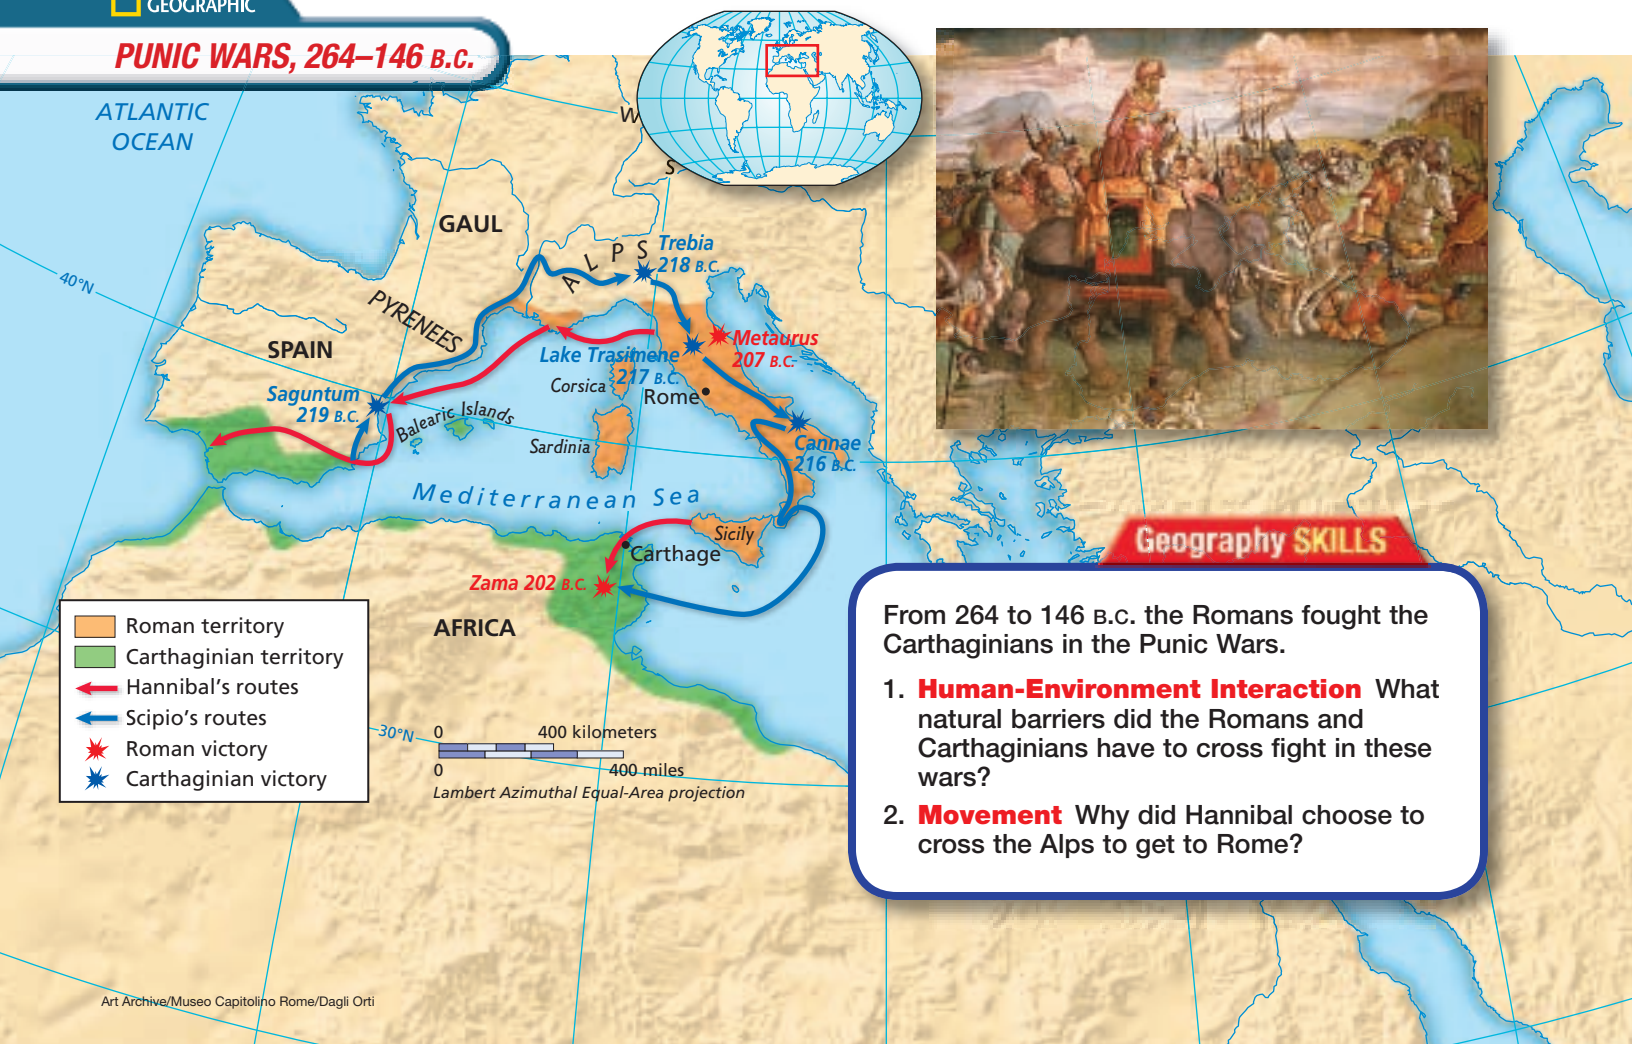 GEOGRAPHIC
PUNIC WARS, 264–146 B.C.
ATLANTIC
OCEAN
W
S
GAUL
ALPS
Trebia
218 B.C.
40°N
PYRENEES
SPAIN
Metaurus
207 B.C.
Lake Trasimene
217 B.C.
Corsica
Rome
Saguntum
219 B.C.
Balearic Islands
Sardinia
Cannae
216 B.C.
Mediterranean Sea
Sicily
Carthage
Zama 202 B.C.
AFRICA
Roman territory
Carthaginian territory
Hannibal's routes
Scipio's routes
Roman victory
Carthaginian victory
30°N
0 400 kilometers
0 400 miles
Lambert Azimuthal Equal-Area projection
Geography SKILLS
From 264 to 146 B.C. the Romans fought the
Carthaginians in the Punic Wars.
1. Human-Environment Interaction What
natural barriers did the Romans and
Carthaginians have to cross fight in these
wars?
2. Movement Why did Hannibal choose to
cross the Alps to get to Rome?
Art Archive/Museo Capitolino Rome/Dagli Orti